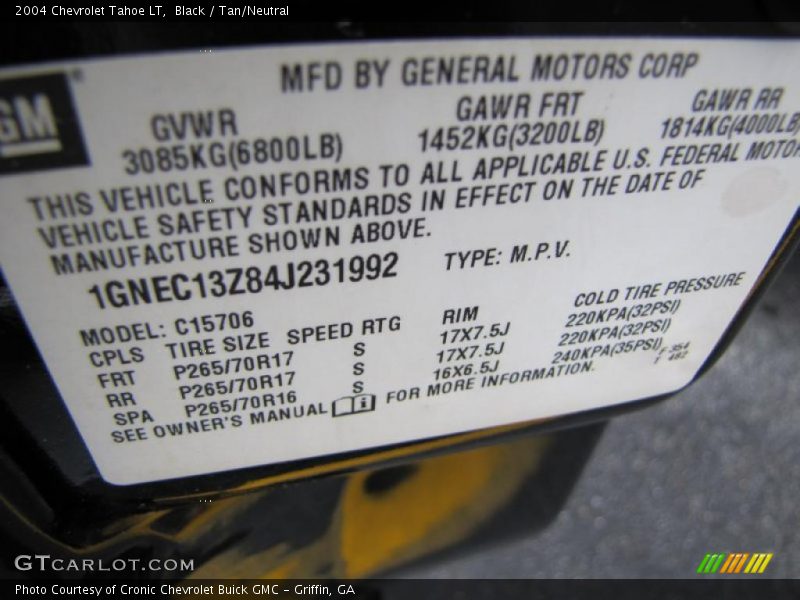 2004 Chevrolet Tahoe LT, Black / Tan/Neutral
GM
MFD BY GENERAL MOTORS CORP
GVWR GAWR FRT GAWR RR
3085KG(6800LB) 1452KG(3200LB) 1814KG(4000LB)
THIS VEHICLE CONFORMS TO ALL APPLICABLE U.S. FEDERAL MOTOR
VEHICLE SAFETY STANDARDS IN EFFECT ON THE DATE OF
MANUFACTURE SHOWN ABOVE.
1GNEC13Z84J231992 TYPE: M.P.V.
MODEL: C15706
CPLS TIRE SIZE SPEED RTG RIM COLD TIRE PRESSURE
FRT P265/70R17 S 17X7.5J 220KPA(32PSI)
RR P265/70R17 S 17X7.5J 220KPA(32PSI)
SPA P265/70R16 S 16X6.5J 240KPA(35PSI)
SEE OWNER'S MANUAL FOR MORE INFORMATION.
GTCARLOT.COM
Photo Courtesy of Cronic Chevrolet Buick GMC - Griffin, GA